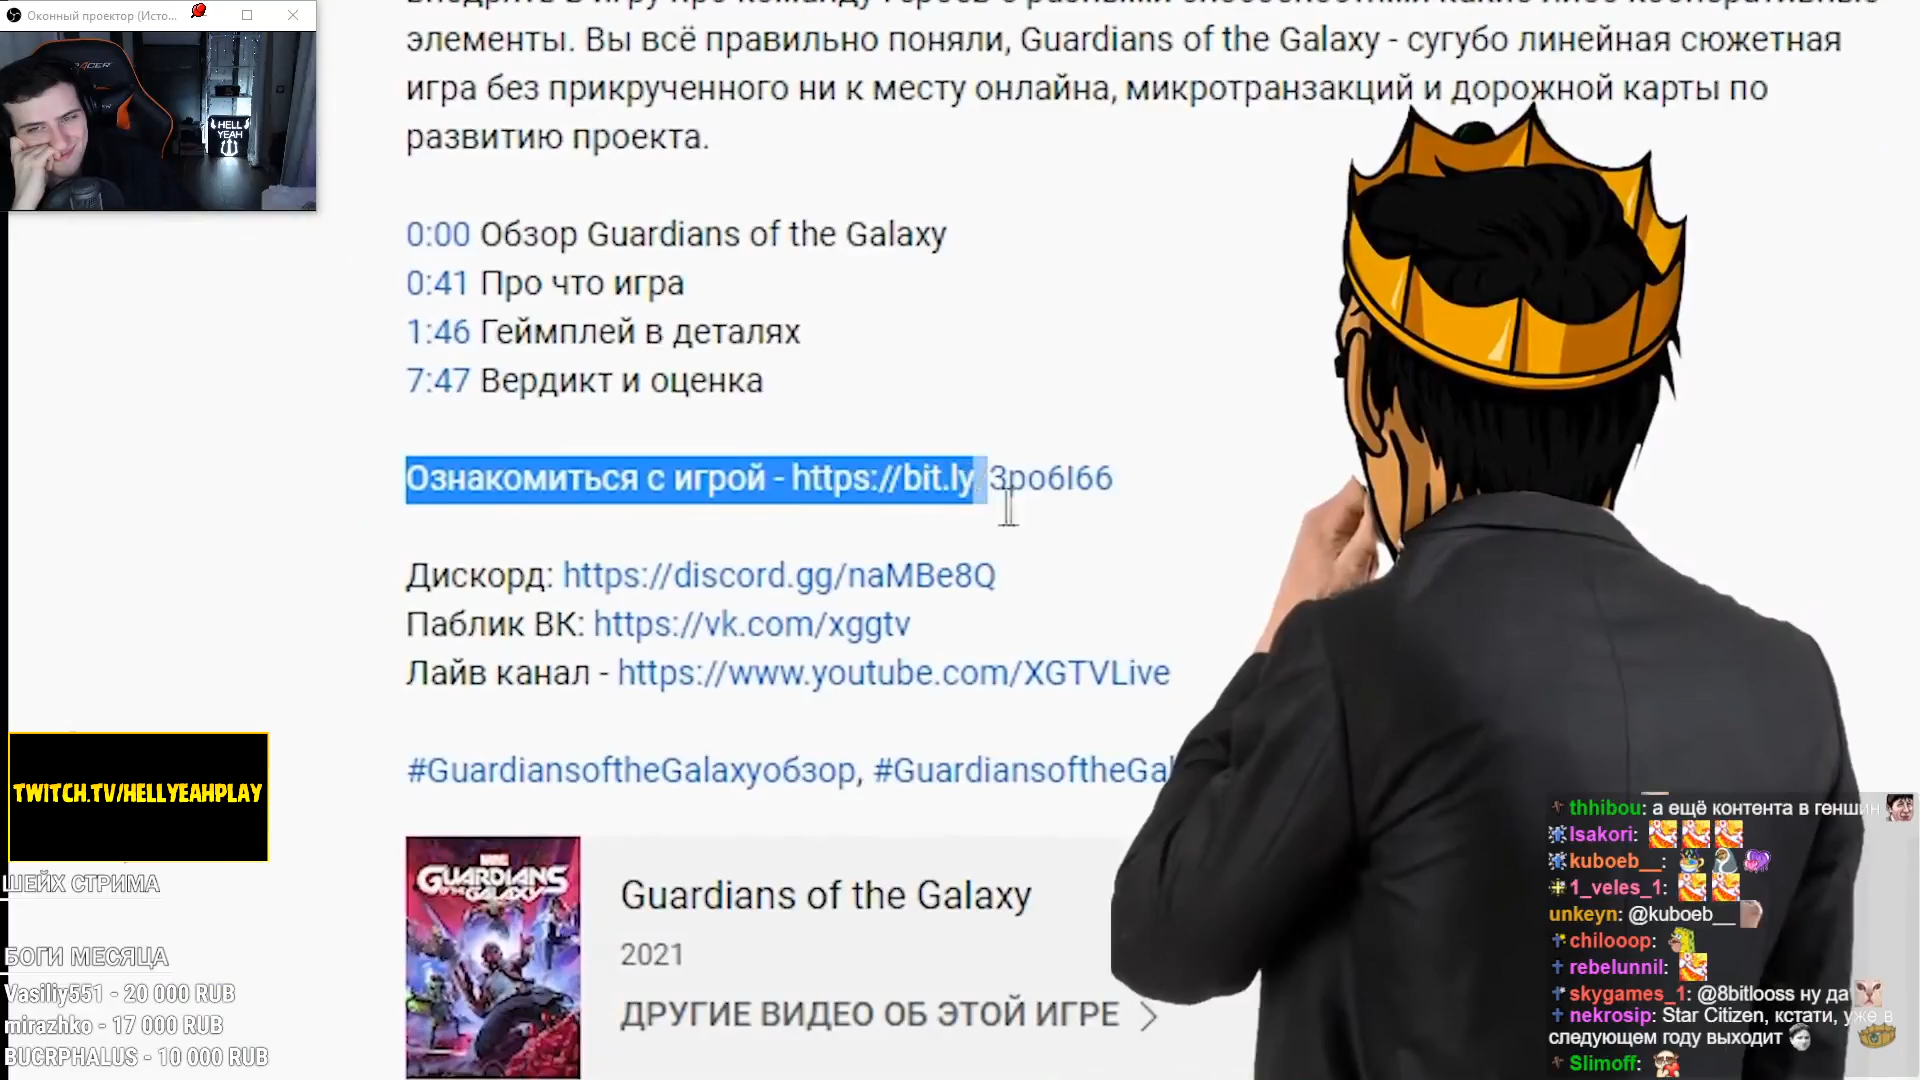 Оконный проектор (Исто...
элементы. Вы всё правильно поняли, Guardians of the Galaxy - сугубо линейная сюжетная
игра без прикрученного ни к месту онлайна, микротранзакций и дорожной карты по
развитию проекта.
HELL
YEAH
0:00 Обзор Guardians of the Galaxy
0:41 Про что игра
1:46 Геймплей в деталях
7:47 Вердикт и оценка
Ознакомиться с игрой - https://bit.ly/3po6I66
Дискорд: https://discord.gg/naMBe8Q
Паблик ВК: https://vk.com/xggtv
Лайв канал - https://www.youtube.com/XGTVLive
#GuardiansoftheGalaxyобзор, #GuardiansoftheGal
TWITCH.TV/HELLYEAHPLAY
ШЕЙХ СТРИМА
БОГИ МЕСЯЦА
Vasiliy551 - 20 000 RUB
mirazhko - 17 000 RUB
BUCRPHALUS - 10 000 RUB
GUARDIANS
GALAXY
Guardians of the Galaxy
2021
ДРУГИЕ ВИДЕО ОБ ЭТОЙ ИГРЕ
thhibou: а ещё контента в геншин
Isakori:
kuboeb__:
1_veles_1:
unkeyn: @kuboeb__
chilooop:
rebelunnil:
skygames_1: @8bitlooss ну да
nekrosip: Star Citizen, кстати, уже в
следующем году выходит
Slimoff: